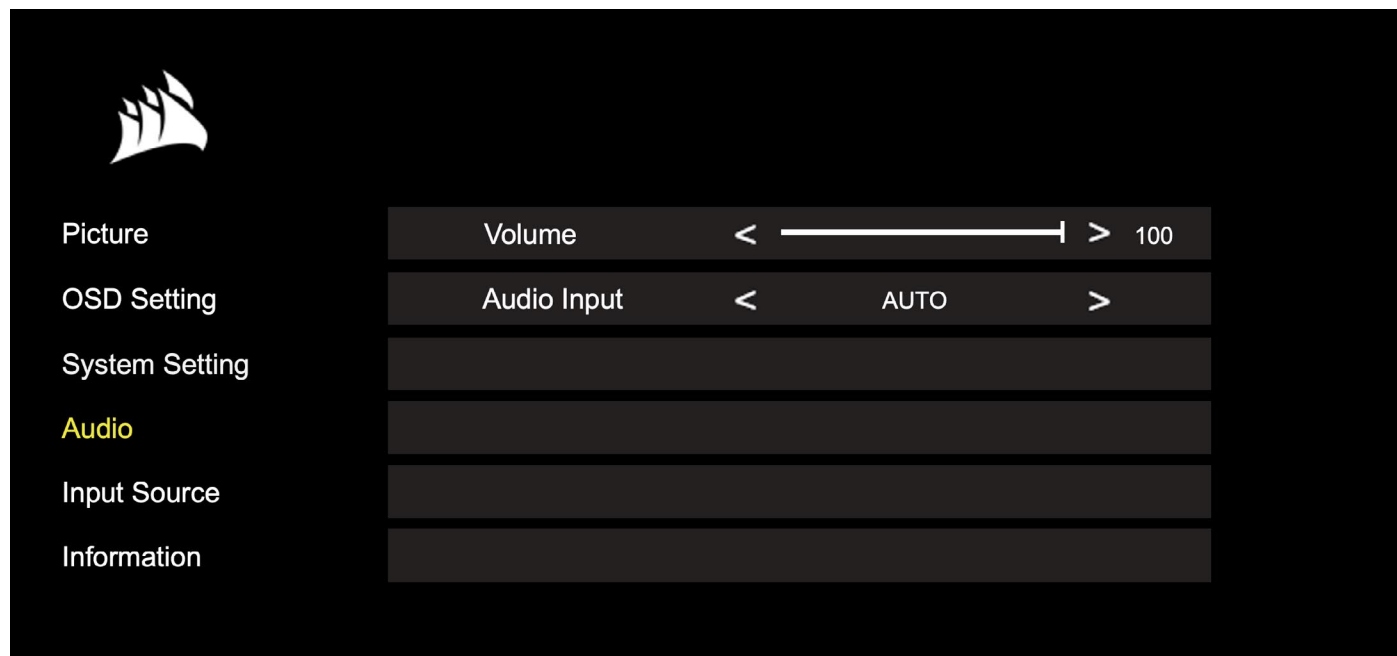 Picture
Volume < > 100
OSD Setting
Audio Input < AUTO >
System Setting
Audio
Input Source
Information